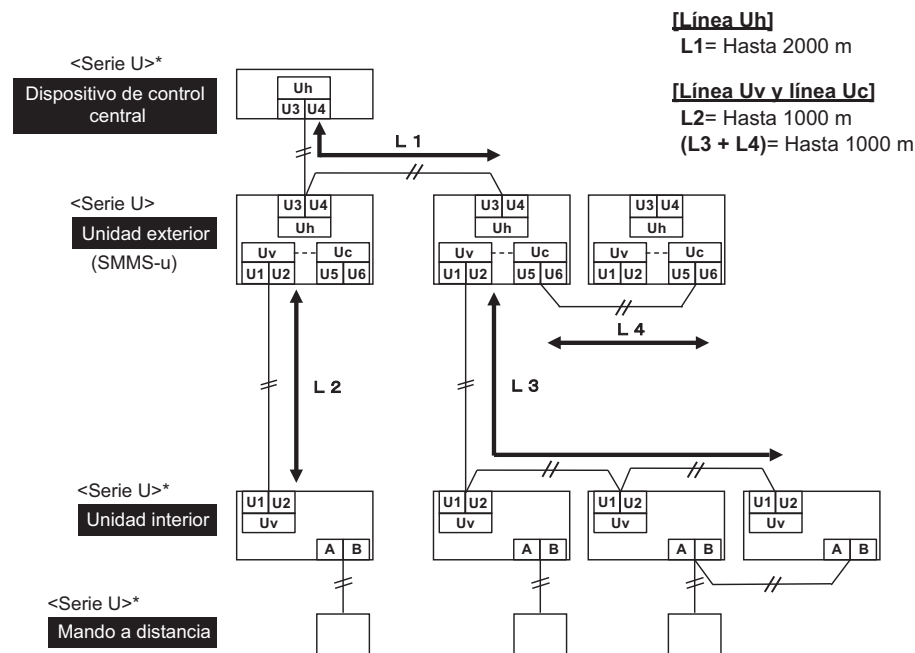 [Línea Uh]
L1= Hasta 2000 m
[Línea Uv y línea Uc]
L2= Hasta 1000 m
(L3 + L4)= Hasta 1000 m
<Serie U>*
Dispositivo de control
central
Uh
U3 U4
L 1
<Serie U>
Unidad exterior
(SMMS-u)
U3 U4
Uh
Uv Uc
U1 U2 U5 U6
U3 U4
Uh
Uv Uc
U1 U2 U5 U6
U3 U4
Uh
Uv Uc
U1 U2 U5 U6
L 4
L 2
L 3
<Serie U>*
Unidad interior
U1 U2
Uv
A B
U1 U2
Uv
A B
U1 U2
Uv
A B
U1 U2
Uv
A B
<Serie U>*
Mando a distancia